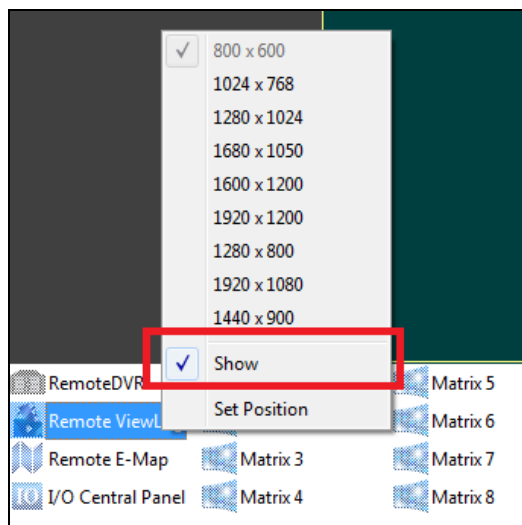 800 x 600
1024 x 768
1280 x 1024
1680 x 1050
1600 x 1200
1920 x 1200
1280 x 800
1920 x 1080
1440 x 900
Show
Set Position
RemoteDVR
Matrix 5
Remote
Matrix 6
Remote E-Map
Matrix 3
Matrix 7
I/O Central Panel
Matrix 4
Matrix 8